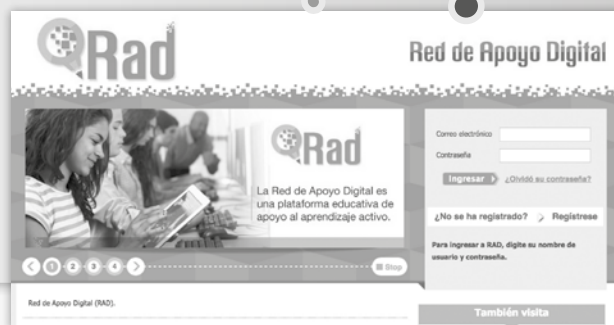 Rad
Red de Apoyo Digital
Rad
La Red de Apoyo Digital es
una plataforma educativa de
apoyo al aprendizaje activo.
1 2 3 4
Stop
Correo electrónico
Contraseña
Ingresar
¿Olvidó su contraseña?
¿No se ha registrado?
Regístrese
Para ingresar a RAD, digite su nombre de
usuario y contraseña.
Red de Apoyo Digital (RAD).
También visita